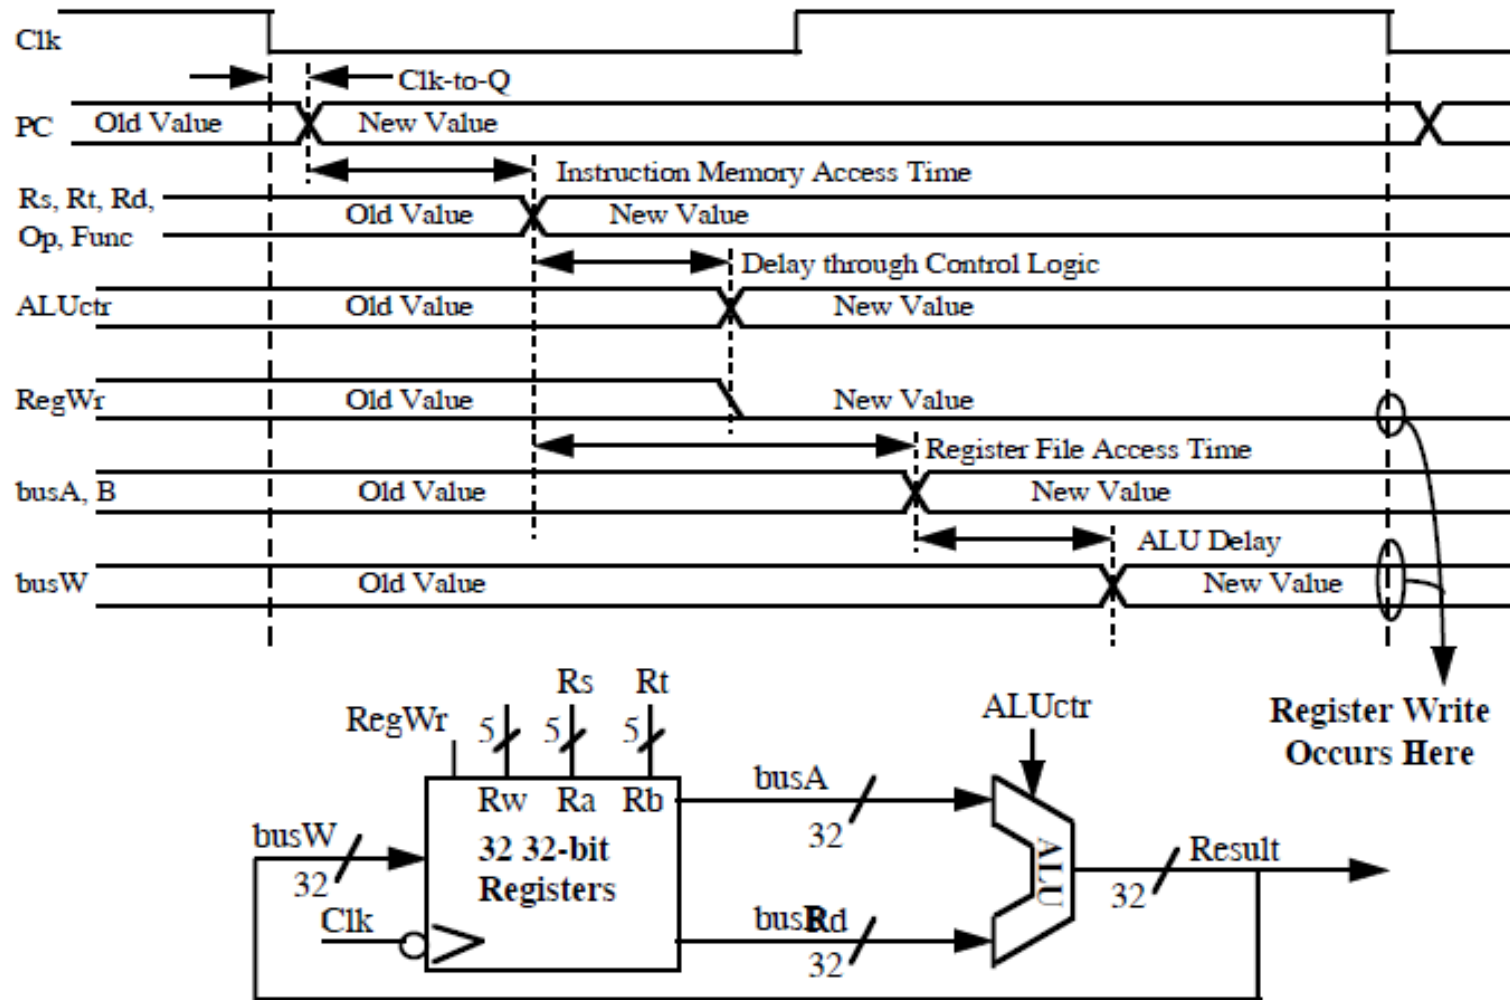 Clk
Clk-to-Q
PC Old Value New Value
Instruction Memory Access Time
Rs, Rt, Rd,
Op, Func
Old Value New Value
Delay through Control Logic
ALUctr Old Value New Value
RegWr Old Value New Value
Register File Access Time
busA, B Old Value New Value
ALU Delay
busW Old Value New Value
Register Write
Occurs Here
RegWr Rs Rt ALUctr
5 5 5
Rw Ra Rb busA
32
busW
32
32 32-bit
Registers
ALU
Result
32
Clk
busB Rd
32